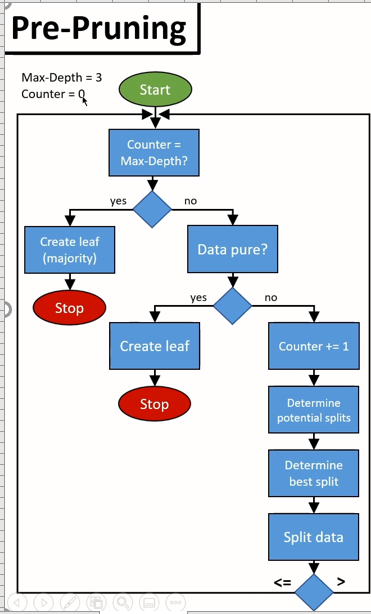 Pre-Pruning
Max-Depth = 3
Counter = 0
Start
Counter =
Max-Depth?
yes
no
Create leaf
(majority)
Data pure?
Stop
yes
no
Create leaf
Counter += 1
Stop
Determine
potential splits
Determine
best split
Split data
<=
>